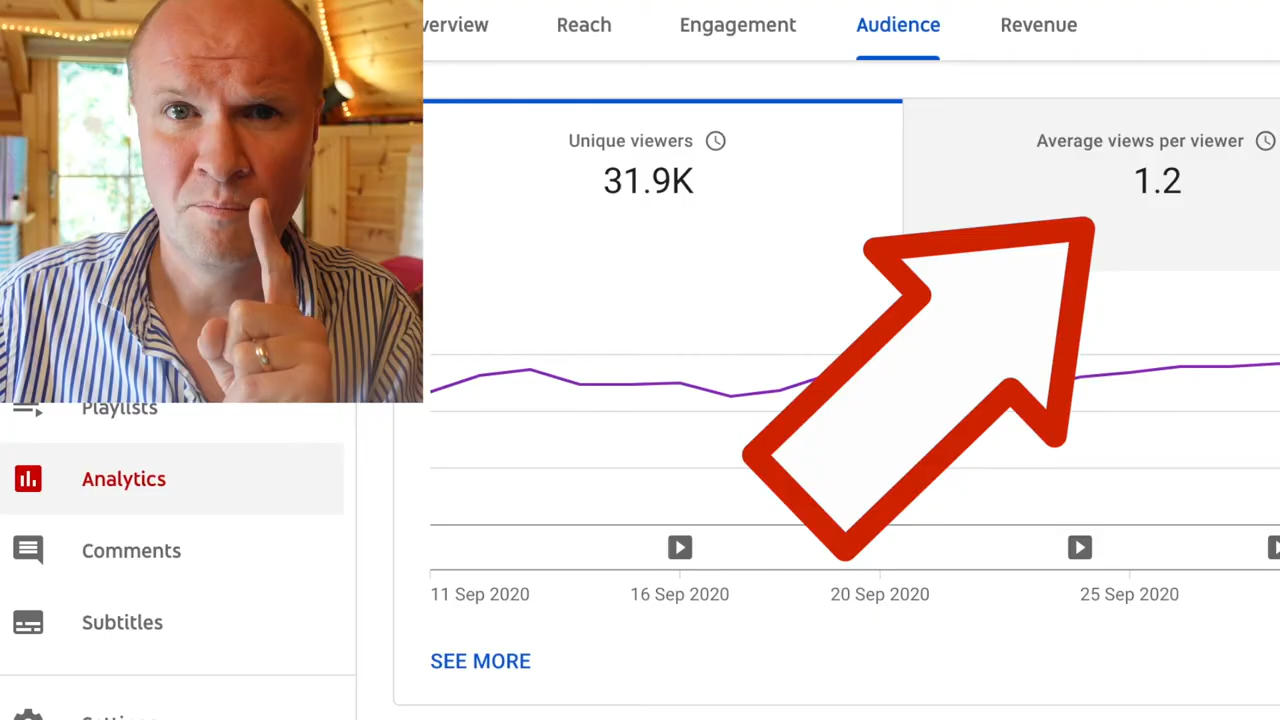 verview Reach Engagement Audience Revenue
Unique viewers
31.9K
Average views per viewer
1.2
Playlists
Analytics
Comments
Subtitles
11 Sep 2020 16 Sep 2020 20 Sep 2020 25 Sep 2020
SEE MORE